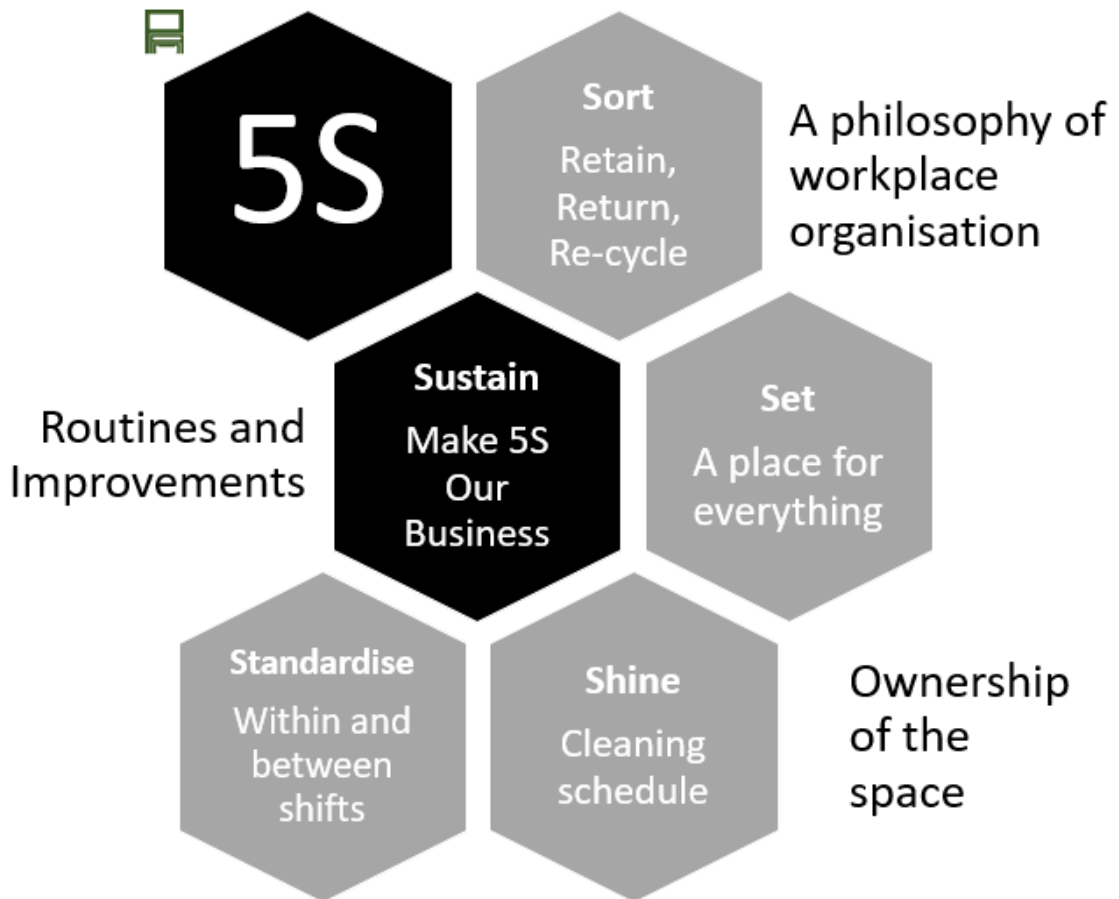 5S
Sort
Retain,
Return,
Re-cycle
A philosophy of
workplace
organisation
Routines and
Improvements
Sustain
Make 5S
Our
Business
Set
A place for
everything
Standardise
Within and
between
shifts
Shine
Cleaning
schedule
Ownership
of the
space